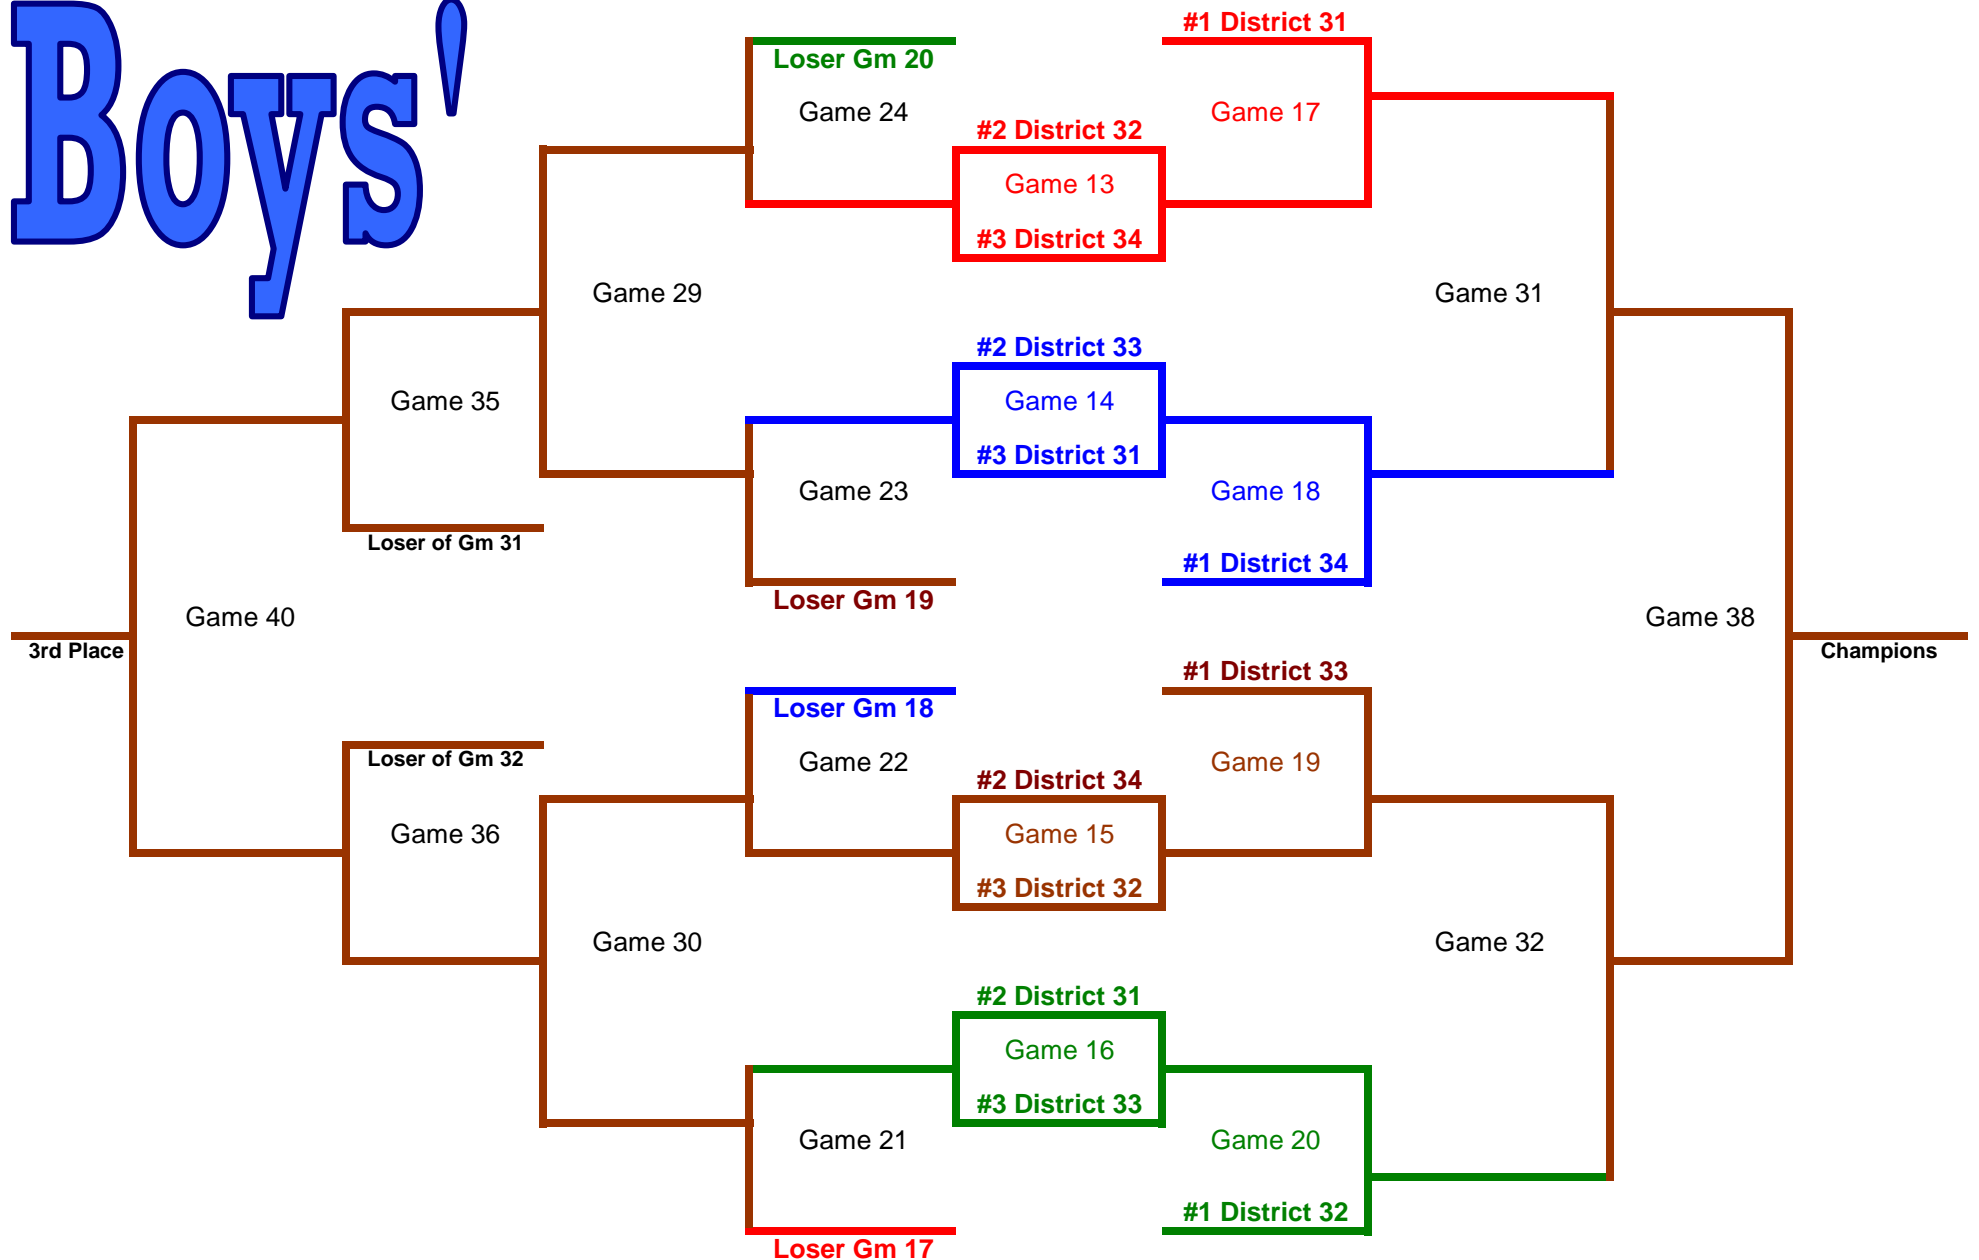 Boys'
#1 District 31
Loser Gm 20
Game 24
Game 17
#2 District 32
Game 13
#3 District 34
Game 29
Game 31
#2 District 33
Game 35
Game 14
#3 District 31
Game 23
Game 18
Loser of Gm 31
#1 District 34
Loser Gm 19
Game 40
Game 38
3rd Place
Champions
#1 District 33
Loser Gm 18
Loser of Gm 32
Game 22
Game 19
#2 District 34
Game 36
Game 15
#3 District 32
Game 30
Game 32
#2 District 31
Game 16
#3 District 33
Game 21
Game 20
#1 District 32
Loser Gm 17